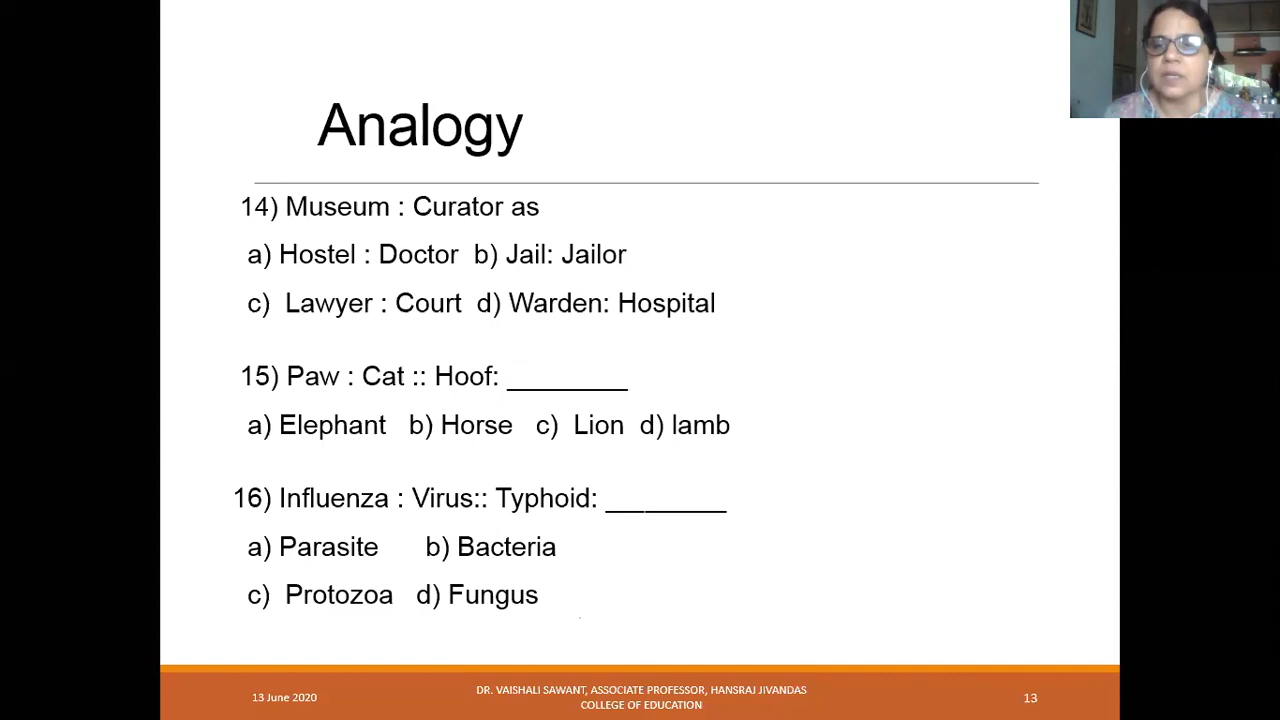 Analogy
14) Museum : Curator as
a) Hostel : Doctor b) Jail: Jailor
c) Lawyer : Court d) Warden: Hospital
15) Paw : Cat :: Hoof: ________
a) Elephant b) Horse c) Lion d) lamb
16) Influenza : Virus:: Typhoid: ________
a) Parasite b) Bacteria
c) Protozoa d) Fungus
13 June 2020
DR. VAISHALI SAWANT, ASSOCIATE PROFESSOR, HANSRAJ JIVANDAS
COLLEGE OF EDUCATION
13